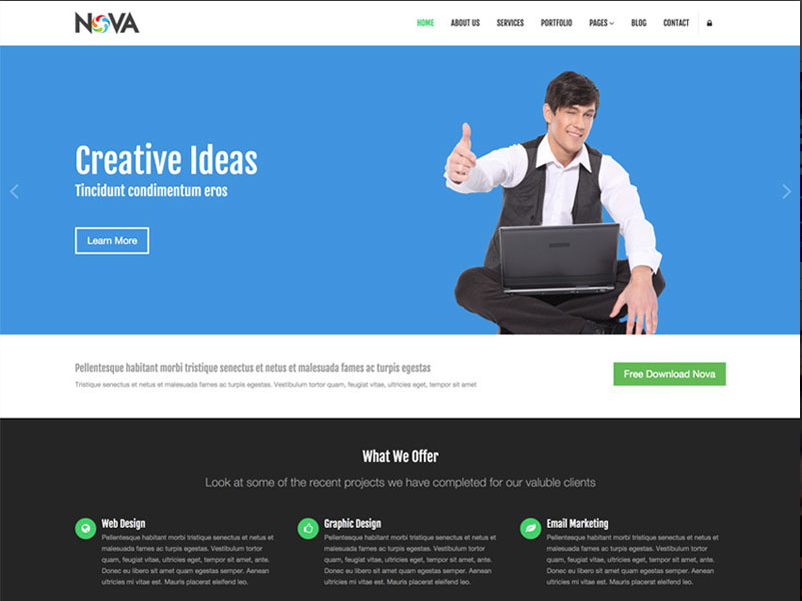 NOVA
HOME ABOUT US SERVICES PORTFOLIO PAGES BLOG CONTACT
Creative Ideas
Tincidunt condimentum eros
Learn More
Pellentesque habitant morbi tristique senectus et netus et malesuada fames ac turpis egestas
Tristique senectus et netus et malesuada fames ac turpis egestas. Vestibulum tortor quam, feugiat vitae, ultricies eget, tempor sit amet
Free Download Nova
What We Offer
Look at some of the recent projects we have completed for our valuble clients
Web Design
Pellentesque habitant morbi tristique senectus et netus et
malesuada fames ac turpis egestas. Vestibulum tortor
quam, feugiat vitae, ultricies eget, tempor sit amet, ante.
Donec eu libero sit amet quam egestas semper. Aenean
ultricies mi vitae est. Mauris placerat eleifend leo.
Graphic Design
Pellentesque habitant morbi tristique senectus et netus et
malesuada fames ac turpis egestas. Vestibulum tortor
quam, feugiat vitae, ultricies eget, tempor sit amet, ante.
Donec eu libero sit amet quam egestas semper. Aenean
ultricies mi vitae est. Mauris placerat eleifend leo.
Email Marketing
Pellentesque habitant morbi tristique senectus et netus et
malesuada fames ac turpis egestas. Vestibulum tortor
quam, feugiat vitae, ultricies eget, tempor sit amet, ante.
Donec eu libero sit amet quam egestas semper. Aenean
ultricies mi vitae est. Mauris placerat eleifend leo.